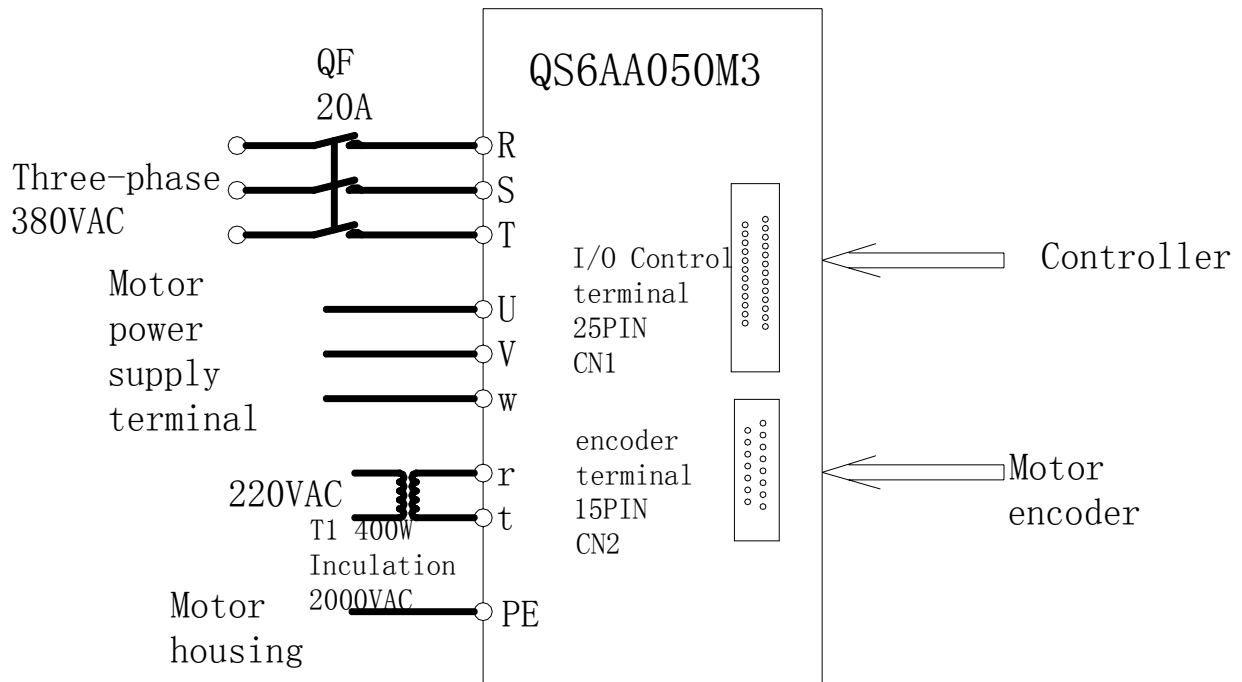 QS6AA050M3
QF
20A
Three-phase
380VAC
R
S
T
Motor
power
supply
terminal
U
V
w
220VAC
T1 400W
Inculation
2000VAC
r
t
Motor
housing
PE
I/O Control
terminal
25PIN
CN1
Controller
encoder
terminal
15PIN
CN2
Motor
encoder